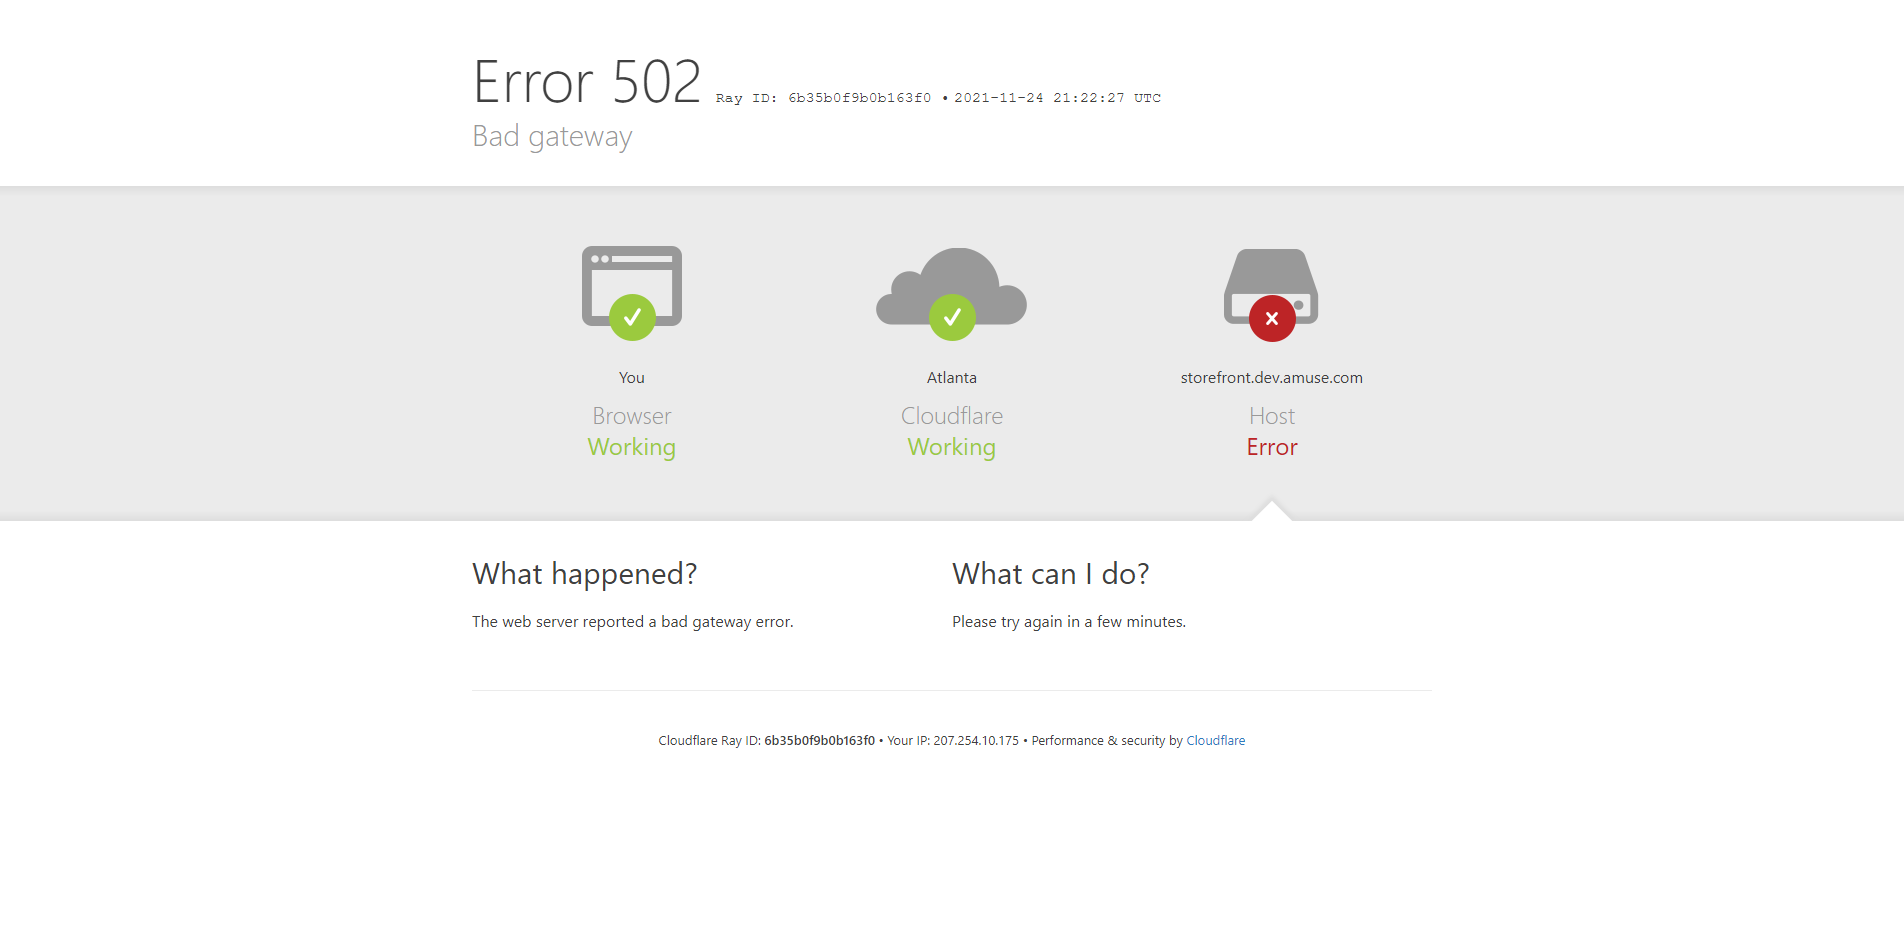 Error 502 Ray ID: 6b35b0f9b0b163f0 • 2021-11-24 21:22:27 UTC
Bad gateway
You
Browser
Working
Atlanta
Cloudflare
Working
storefront.dev.amuse.com
Host
Error
What happened?
The web server reported a bad gateway error.
What can I do?
Please try again in a few minutes.
Cloudflare Ray ID: 6b35b0f9b0b163f0 • Your IP: 207.254.10.175 • Performance & security by Cloudflare